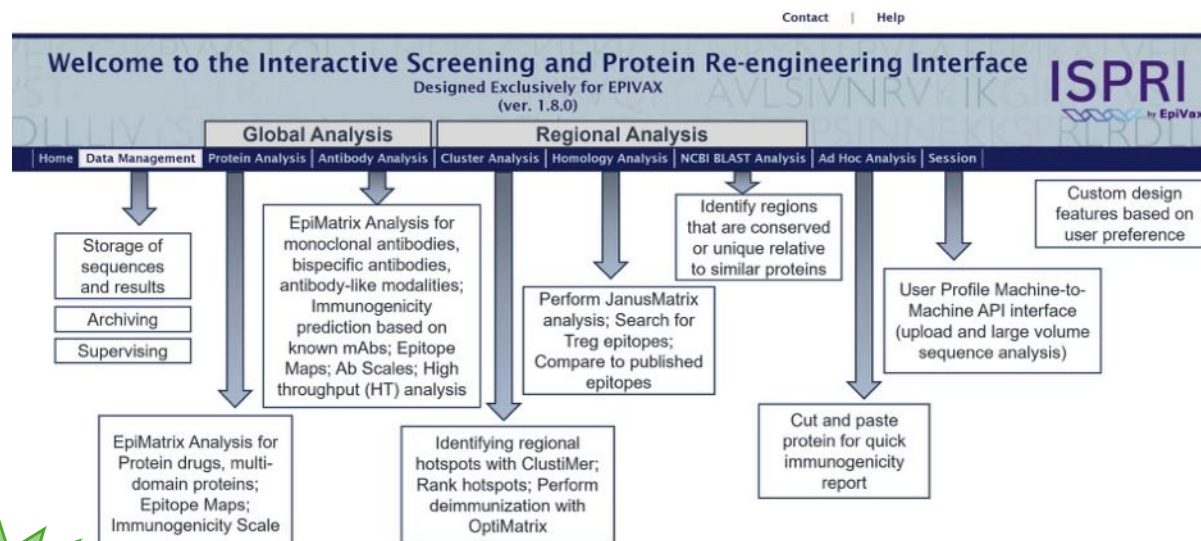 Contact | Help
Welcome to the Interactive Screening and Protein Re-engineering Interface
Designed Exclusively for EPIVAX
(ver. 1.8.0)
ISPRI
by EpiVax
Global Analysis
Regional Analysis
Home | Data Management | Protein Analysis | Antibody Analysis | Cluster Analysis | Homology Analysis | NCBI BLAST Analysis | Ad Hoc Analysis | Session
Storage of
sequences
and results
Archiving
Supervising
EpiMatrix Analysis for
Protein drugs, multi-
domain proteins;
Epitope Maps;
Immunogenicity Scale
EpiMatrix Analysis for
monoclonal antibodies,
bispecific antibodies,
antibody-like modalities;
Immunogenicity
prediction based on
known mAbs; Epitope
Maps; Ab Scales; High
throughput (HT) analysis
Identifying regional
hotspots with ClustiMer;
Rank hotspots; Perform
deimmunization with
OptiMatrix
Perform JanusMatrix
analysis; Search for
Treg epitopes;
Compare to published
epitopes
Identify regions
that are conserved
or unique relative
to similar proteins
Cut and paste
protein for quick
immunogenicity
report
User Profile Machine-to-
Machine API interface
(upload and large volume
sequence analysis)
Custom design
features based on
user preference